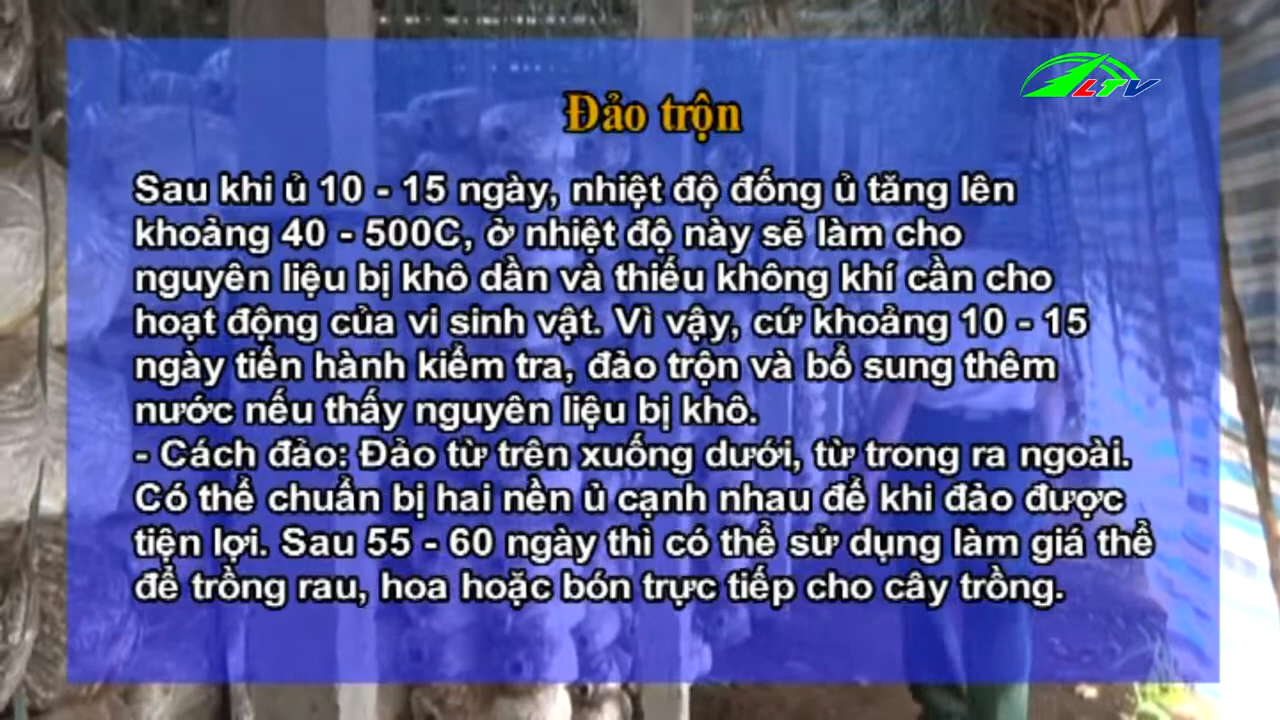 LTV
Đảo trộn
Sau khi ủ 10 - 15 ngày, nhiệt độ đống ủ tăng lên
khoảng 40 - 500C, ở nhiệt độ này sẽ làm cho
nguyên liệu bị khô dần và thiếu không khí cần cho
hoạt động của vi sinh vật. Vì vậy, cứ khoảng 10 - 15
ngày tiến hành kiểm tra, đảo trộn và bổ sung thêm
nước nếu thấy nguyên liệu bị khô.
- Cách đảo: Đảo từ trên xuống dưới, từ trong ra ngoài.
Có thể chuẩn bị hai nền ủ cạnh nhau để khi đảo được
tiện lợi. Sau 55 - 60 ngày thì có thể sử dụng làm giá thể
để trồng rau, hoa hoặc bón trực tiếp cho cây trồng.